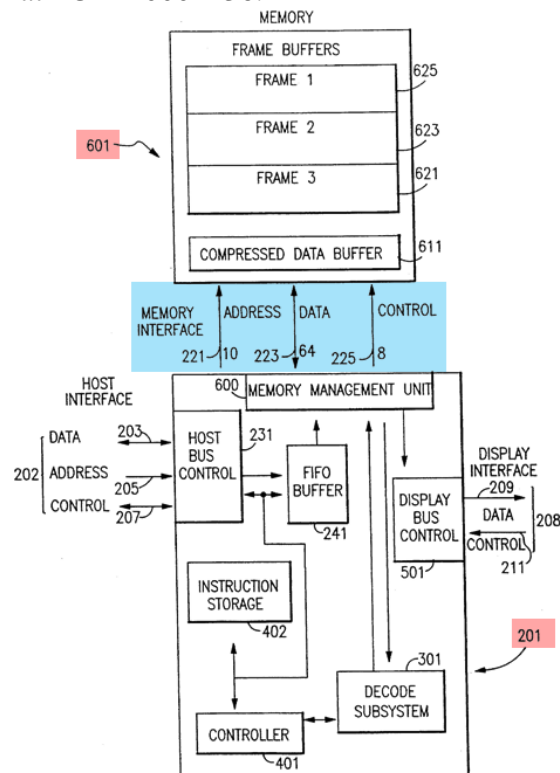 MEMORY
FRAME BUFFERS
FRAME 1
625
FRAME 2
623
601
FRAME 3
621
COMPRESSED DATA BUFFER
611
MEMORY INTERFACE
ADDRESS
DATA
CONTROL
221
10
223
64
225
8
600
MEMORY MANAGEMENT UNIT
HOST INTERFACE
202
DATA
203
ADDRESS
205
CONTROL
207
HOST BUS CONTROL
231
FIFO BUFFER
241
DISPLAY BUS CONTROL
501
DISPLAY INTERFACE
209
DATA
208
CONTROL
211
INSTRUCTION STORAGE
402
301
DECODE SUBSYSTEM
201
CONTROLLER
401